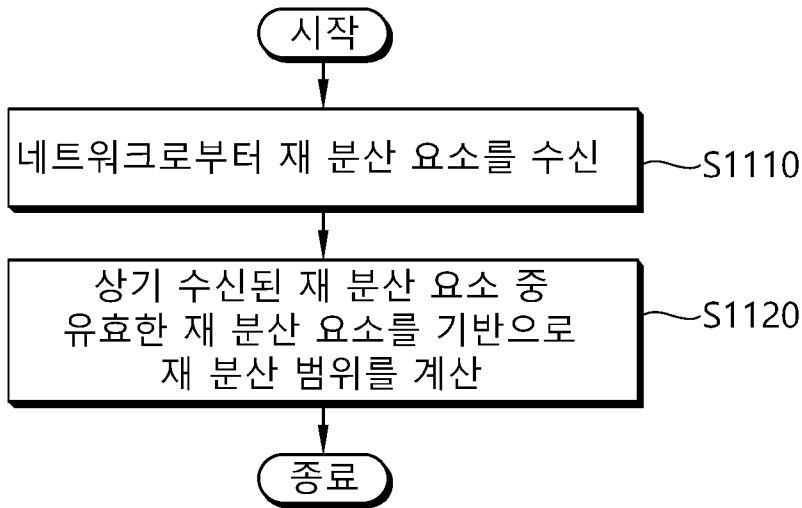 시작
네트워크로부터 재 분산 요소를 수신
S1110
상기 수신된 재 분산 요소 중
유효한 재 분산 요소를 기반으로
재 분산 범위를 계산
S1120
종료